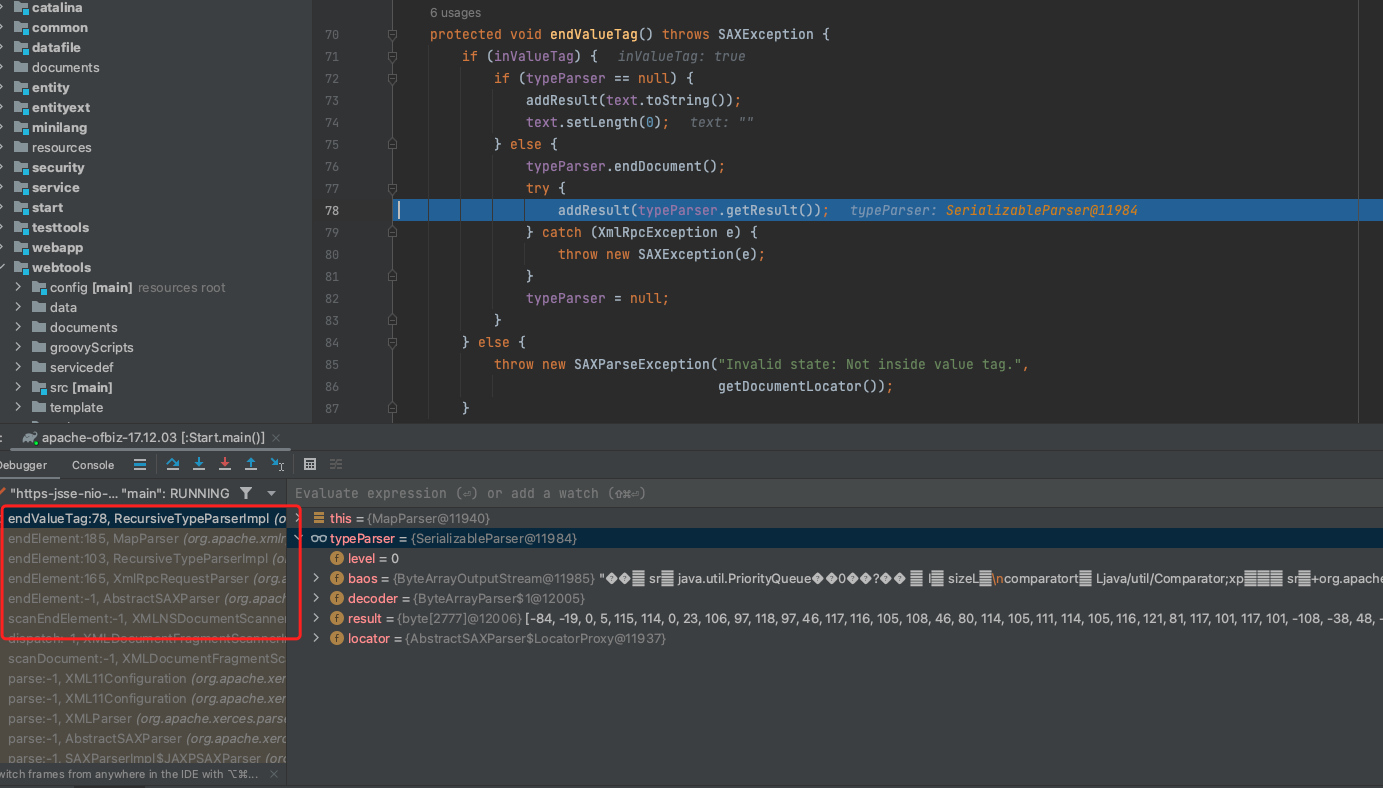 catalina
common
datafile
documents
entity
entityext
minilang
resources
security
service
start
testtools
webapp
webtools
config [main] resources root
data
documents
groovyScripts
servicedef
src [main]
template
6 usages
70 protected void endValueTag() throws SAXException {
71 if (inValueTag) { inValueTag: true
72 if (typeParser == null) {
73 addResult(text.toString());
74 text.setLength(0); text: ""
75 } else {
76 typeParser.endDocument();
77 try {
78 addResult(typeParser.getResult()); typeParser: SerializableParser@11984
79 } catch (XmlRpcException e) {
80 throw new SAXException(e);
81 }
82 typeParser = null;
83 }
84 } else {
85 throw new SAXParseException("Invalid state: Not inside value tag.",
86 getDocumentLocator());
87 }
: apache-ofbiz-17.12.03 [:Start.main()] ×
Debugger Console
"https-jsse-nio-... "main": RUNNING
endValueTag:78, RecursiveTypeParserImpl (o
endElement:185, MapParser (org.apache.xmlr
endElement:103, RecursiveTypeParserImpl (o
endElement:165, XmlRpcRequestParser (org.a
endElement:-1, AbstractSAXParser (org.apach
scanEndElement:-1, XMLNSDocumentScanner
dispatch:-1, XMLDocumentFragmentScannerI
scanDocument:-1, XMLDocumentFragmentSc
parse:-1, XML11Configuration (org.apache.xer
parse:-1, XML11Configuration (org.apache.xer
parse:-1, XMLParser (org.apache.xerces.parse
parse:-1, AbstractSAXParser (org.apache.xerc
parse:-1, SAXParserImpl$JAXPSAXParser (org
witch frames from anywhere in the IDE with ⌥⌘... ×
Evaluate expression (⏎) or add a watch (⇧⌘⏎)
this = {MapParser@11940}
typeParser = {SerializableParser@11984}
level = 0
baos = {ByteArrayOutputStream@11985} "��▒ sr▒ java.util.PriorityQueue��0��?�� ▒ I▒ sizeL▒\ncomparatort▒ Ljava/util/Comparator;xp▒▒▒ sr▒+org.apache
decoder = {ByteArrayParser$1@12005}
result = {byte[2777]@12006} [-84, -19, 0, 5, 115, 114, 0, 23, 106, 97, 118, 97, 46, 117, 116, 105, 108, 46, 80, 114, 105, 111, 114, 105, 116, 121, 81, 117, 101, 117, 101, -108, -38, 48, -
locator = {AbstractSAXParser$LocatorProxy@11937}